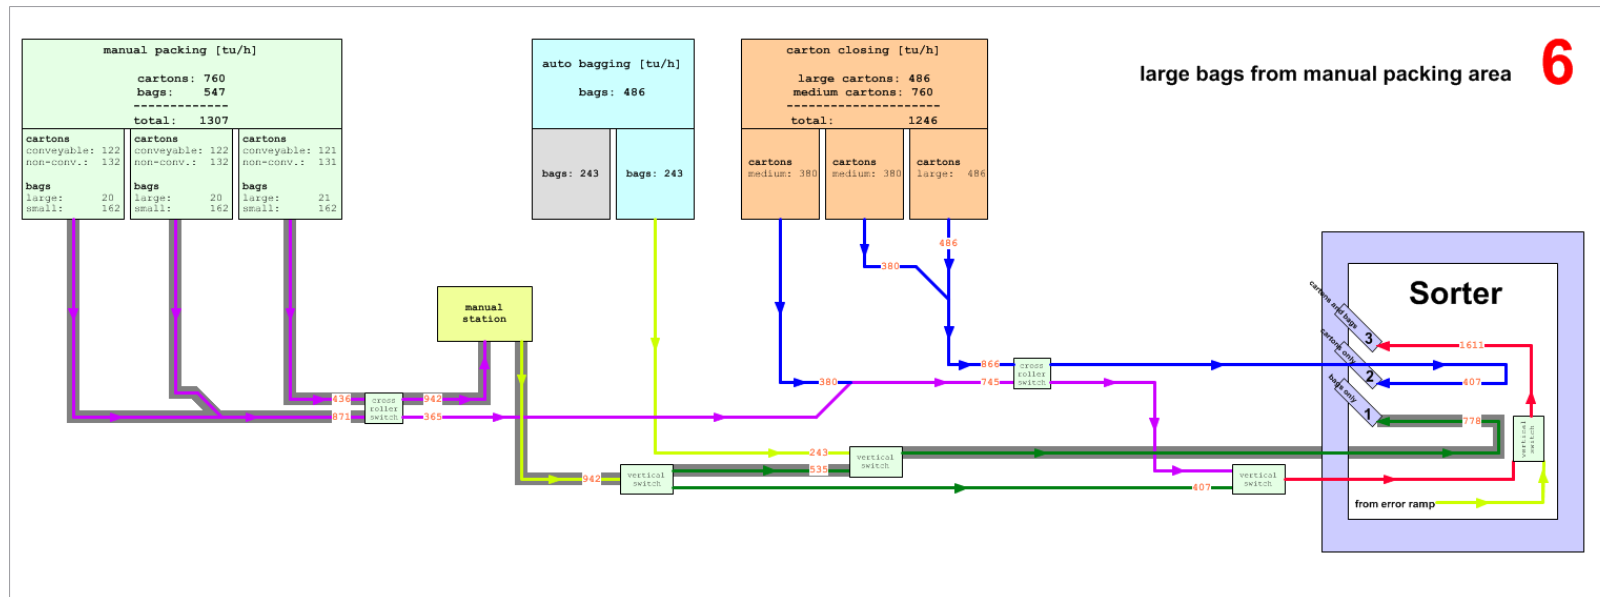 manual packing [tu/h]
cartons: 760
bags: 547
-------------
total: 1307
cartons
conveyable: 122
non-conv.: 132
bags
large: 20
small: 162
cartons
conveyable: 122
non-conv.: 132
bags
large: 20
small: 162
cartons
conveyable: 121
non-conv.: 131
bags
large: 21
small: 162
auto bagging [tu/h]
bags: 486
bags: 243
bags: 243
carton closing [tu/h]
large cartons: 486
medium cartons: 760
----------------------
total: 1246
cartons
medium: 380
cartons
medium: 380
cartons
large: 486
large bags from manual packing area
6
486
380
manual
station
Sorter
cartons and bags
3
1611
cartons only
2
407
bags only
1
778
866
380
745
cross
roller
switch
436
942
871
365
cross
roller
switch
243
vertical
switch
535
942
vertical
switch
407
vertical
switch
vertical
switch
from error ramp